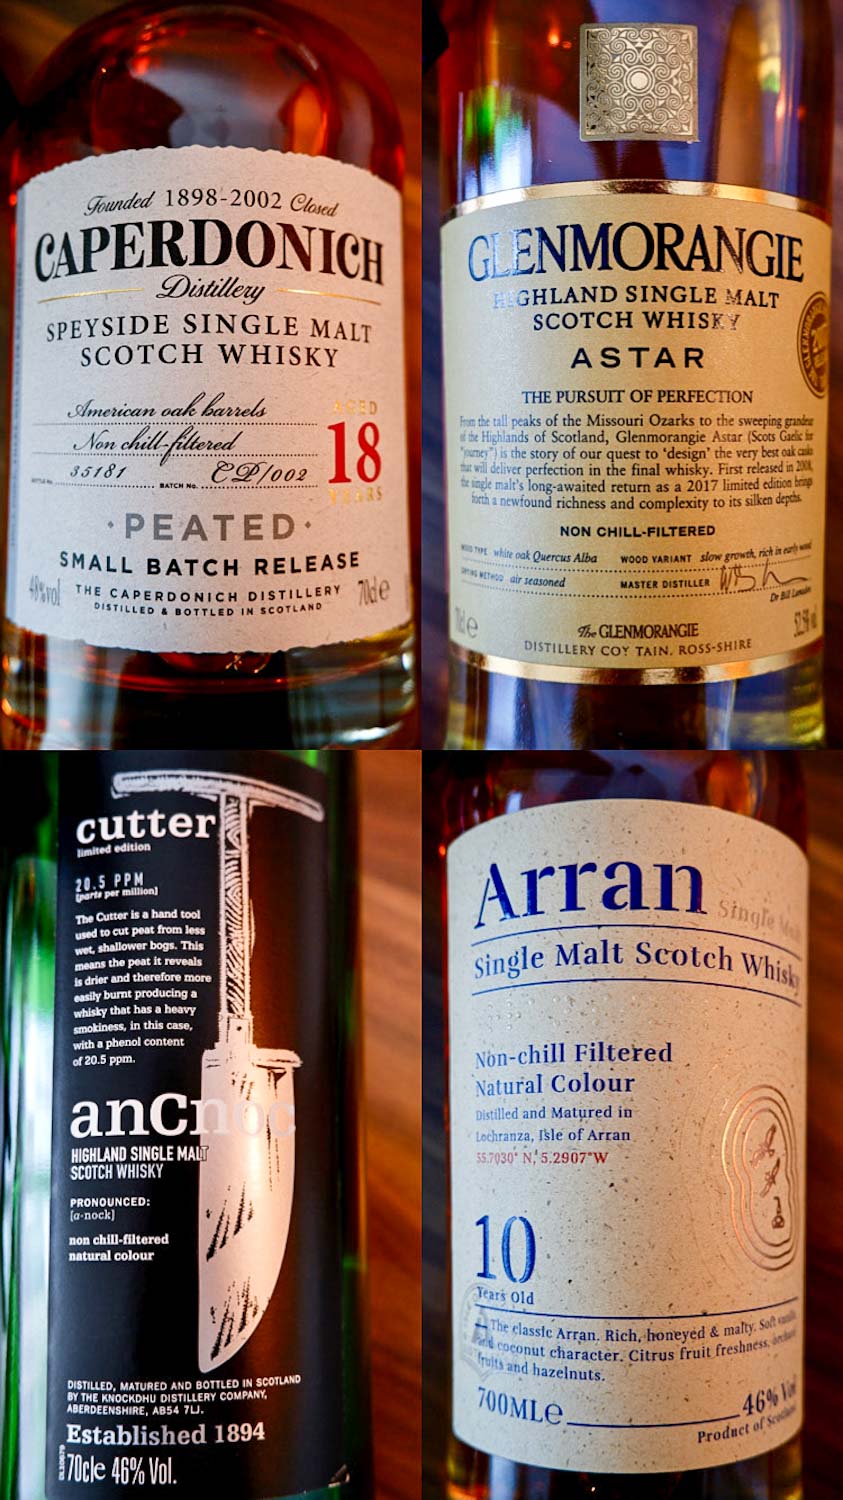 Founded 1898-2002 Closed
CAPERDONICH
Distillery
SPEYSIDE SINGLE MALT
SCOTCH WHISKY
American oak barrels
Non chill-filtered
35181 BATCH No. CP/002
AGED
18
YEARS
·PEATED·
SMALL BATCH RELEASE
48%vol THE CAPERDONICH DISTILLERY 70cl e
DISTILLED & BOTTLED IN SCOTLAND
GLENMORANGIE
HIGHLAND SINGLE MALT
SCOTCH WHISKY
ASTAR
THE PURSUIT OF PERFECTION
From the tall peaks of the Missouri Ozarks to the sweeping grandeur
of the Highlands of Scotland, Glenmorangie Astar (Scots Gaelic for
"journey") is the story of our quest to 'design' the very best oak casks
that will deliver perfection in the final whisky. First released in 2008,
the single malt's long-awaited return as a 2017 limited edition brings
forth a newfound richness and complexity to its silken depths.
NON CHILL-FILTERED
WOOD TYPE white oak Quercus Alba WOOD VARIANT slow growth, rich in early wood
DRYING METHOD air seasoned MASTER DISTILLER
Dr Bill Lumsden
The GLENMORANGIE
DISTILLERY COY TAIN, ROSS-SHIRE
70cl e 52.5% vol
cutter
limited edition
20.5 PPM
[parts per million]
The Cutter is a hand tool
used to cut peat from less
wet, shallower bogs. This
means the peat it reveals
is drier and therefore more
easily burnt producing a
whisky that has a heavy
smokiness, in this case,
with a phenol content
of 20.5 ppm.
ancnoc
HIGHLAND SINGLE MALT
SCOTCH WHISKY
PRONOUNCED:
[a-nock]
non chill-filtered
natural colour
DISTILLED, MATURED AND BOTTLED IN SCOTLAND
BY THE KNOCKDHU DISTILLERY COMPANY,
ABERDEENSHIRE, AB54 7LJ.
Established 1894
70cle 46% Vol.
Arran Single Malt
Single Malt Scotch Whisky
Non-chill Filtered
Natural Colour
Distilled and Matured in
Lochranza, Isle of Arran
55.7030° N, 5.2907°W
10
Years Old
The classic Arran. Rich, honeyed & malty. Soft vanilla
and coconut character. Citrus fruit freshness, orchard
fruits and hazelnuts.
700MLe 46% Vol
Product of Scotland